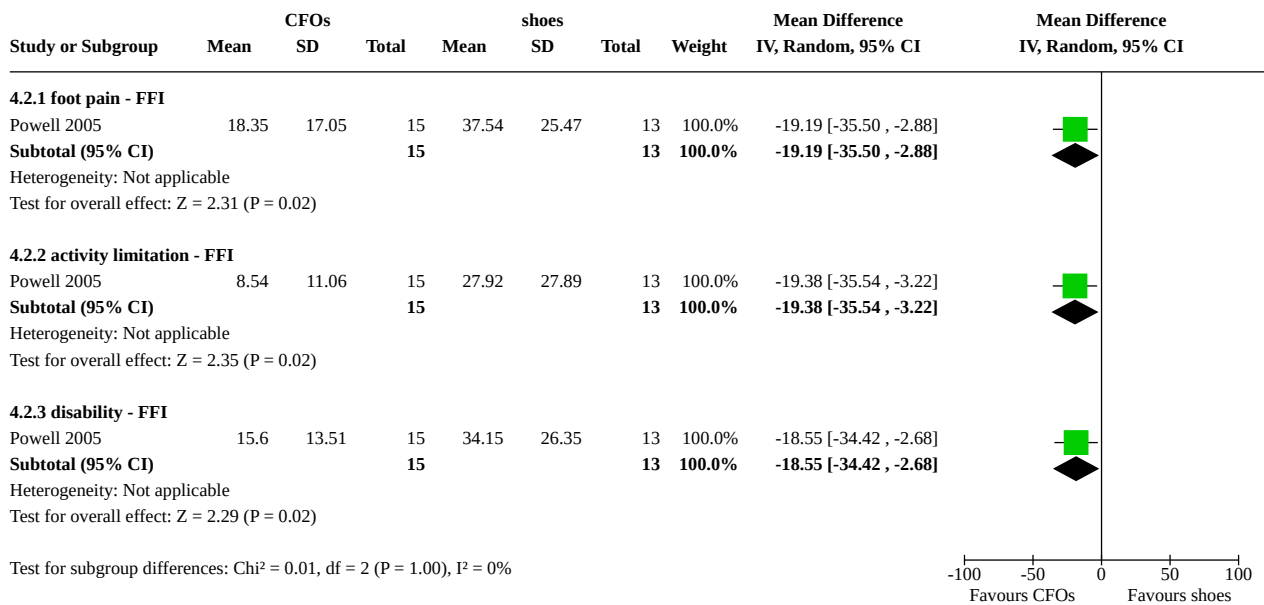 CFOs shoes Mean Difference Mean Difference
Study or Subgroup Mean SD Total Mean SD Total Weight IV, Random, 95% CI IV, Random, 95% CI
4.2.1 foot pain - FFI
Powell 2005 18.35 17.05 15 37.54 25.47 13 100.0% -19.19 [-35.50 , -2.88]
Subtotal (95% CI) 15 13 100.0% -19.19 [-35.50 , -2.88]
Heterogeneity: Not applicable
Test for overall effect: Z = 2.31 (P = 0.02)
4.2.2 activity limitation - FFI
Powell 2005 8.54 11.06 15 27.92 27.89 13 100.0% -19.38 [-35.54 , -3.22]
Subtotal (95% CI) 15 13 100.0% -19.38 [-35.54 , -3.22]
Heterogeneity: Not applicable
Test for overall effect: Z = 2.35 (P = 0.02)
4.2.3 disability - FFI
Powell 2005 15.6 13.51 15 34.15 26.35 13 100.0% -18.55 [-34.42 , -2.68]
Subtotal (95% CI) 15 13 100.0% -18.55 [-34.42 , -2.68]
Heterogeneity: Not applicable
Test for overall effect: Z = 2.29 (P = 0.02)
Test for subgroup differences: Chi² = 0.01, df = 2 (P = 1.00), I² = 0%
-100 -50 0 50 100
Favours CFOs Favours shoes